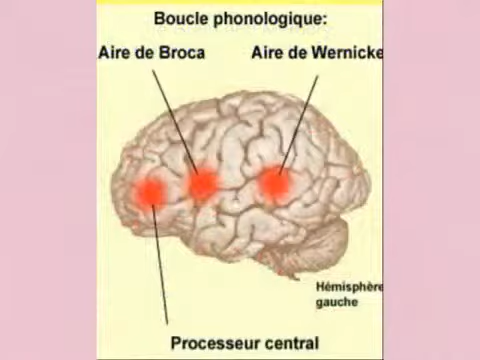 Boucle phonologique:
Aire de Broca
Aire de Wernicke
Hémisphère
gauche
Processeur central